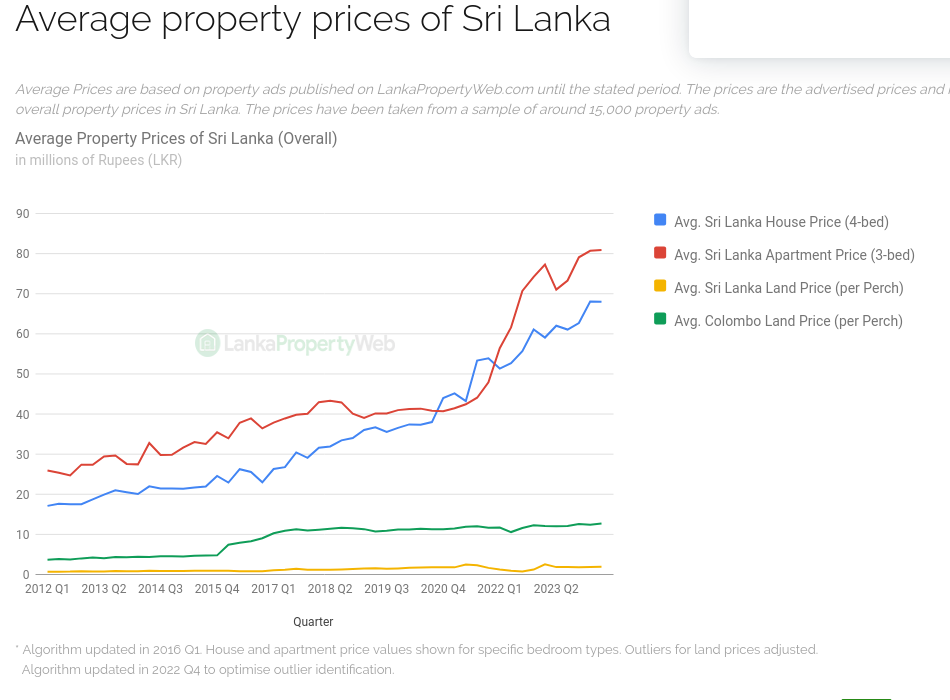 Average property prices of Sri Lanka
Average Prices are based on property ads published on LankaPropertyWeb.com until the stated period. The prices are the advertised prices and
overall property prices in Sri Lanka. The prices have been taken from a sample of around 15,000 property ads.
Average Property Prices of Sri Lanka (Overall)
in millions of Rupees (LKR)
90
80
70
60
50
40
30
20
10
0
LankaPropertyWeb
Avg. Sri Lanka House Price (4-bed)
Avg. Sri Lanka Apartment Price (3-bed)
Avg. Sri Lanka Land Price (per Perch)
Avg. Colombo Land Price (per Perch)
2012 Q1 2013 Q2 2014 Q3 2015 Q4 2017 Q1 2018 Q2 2019 Q3 2020 Q4 2022 Q1 2023 Q2
Quarter
* Algorithm updated in 2016 Q1. House and apartment price values shown for specific bedroom types. Outliers for land prices adjusted.
Algorithm updated in 2022 Q4 to optimise outlier identification.